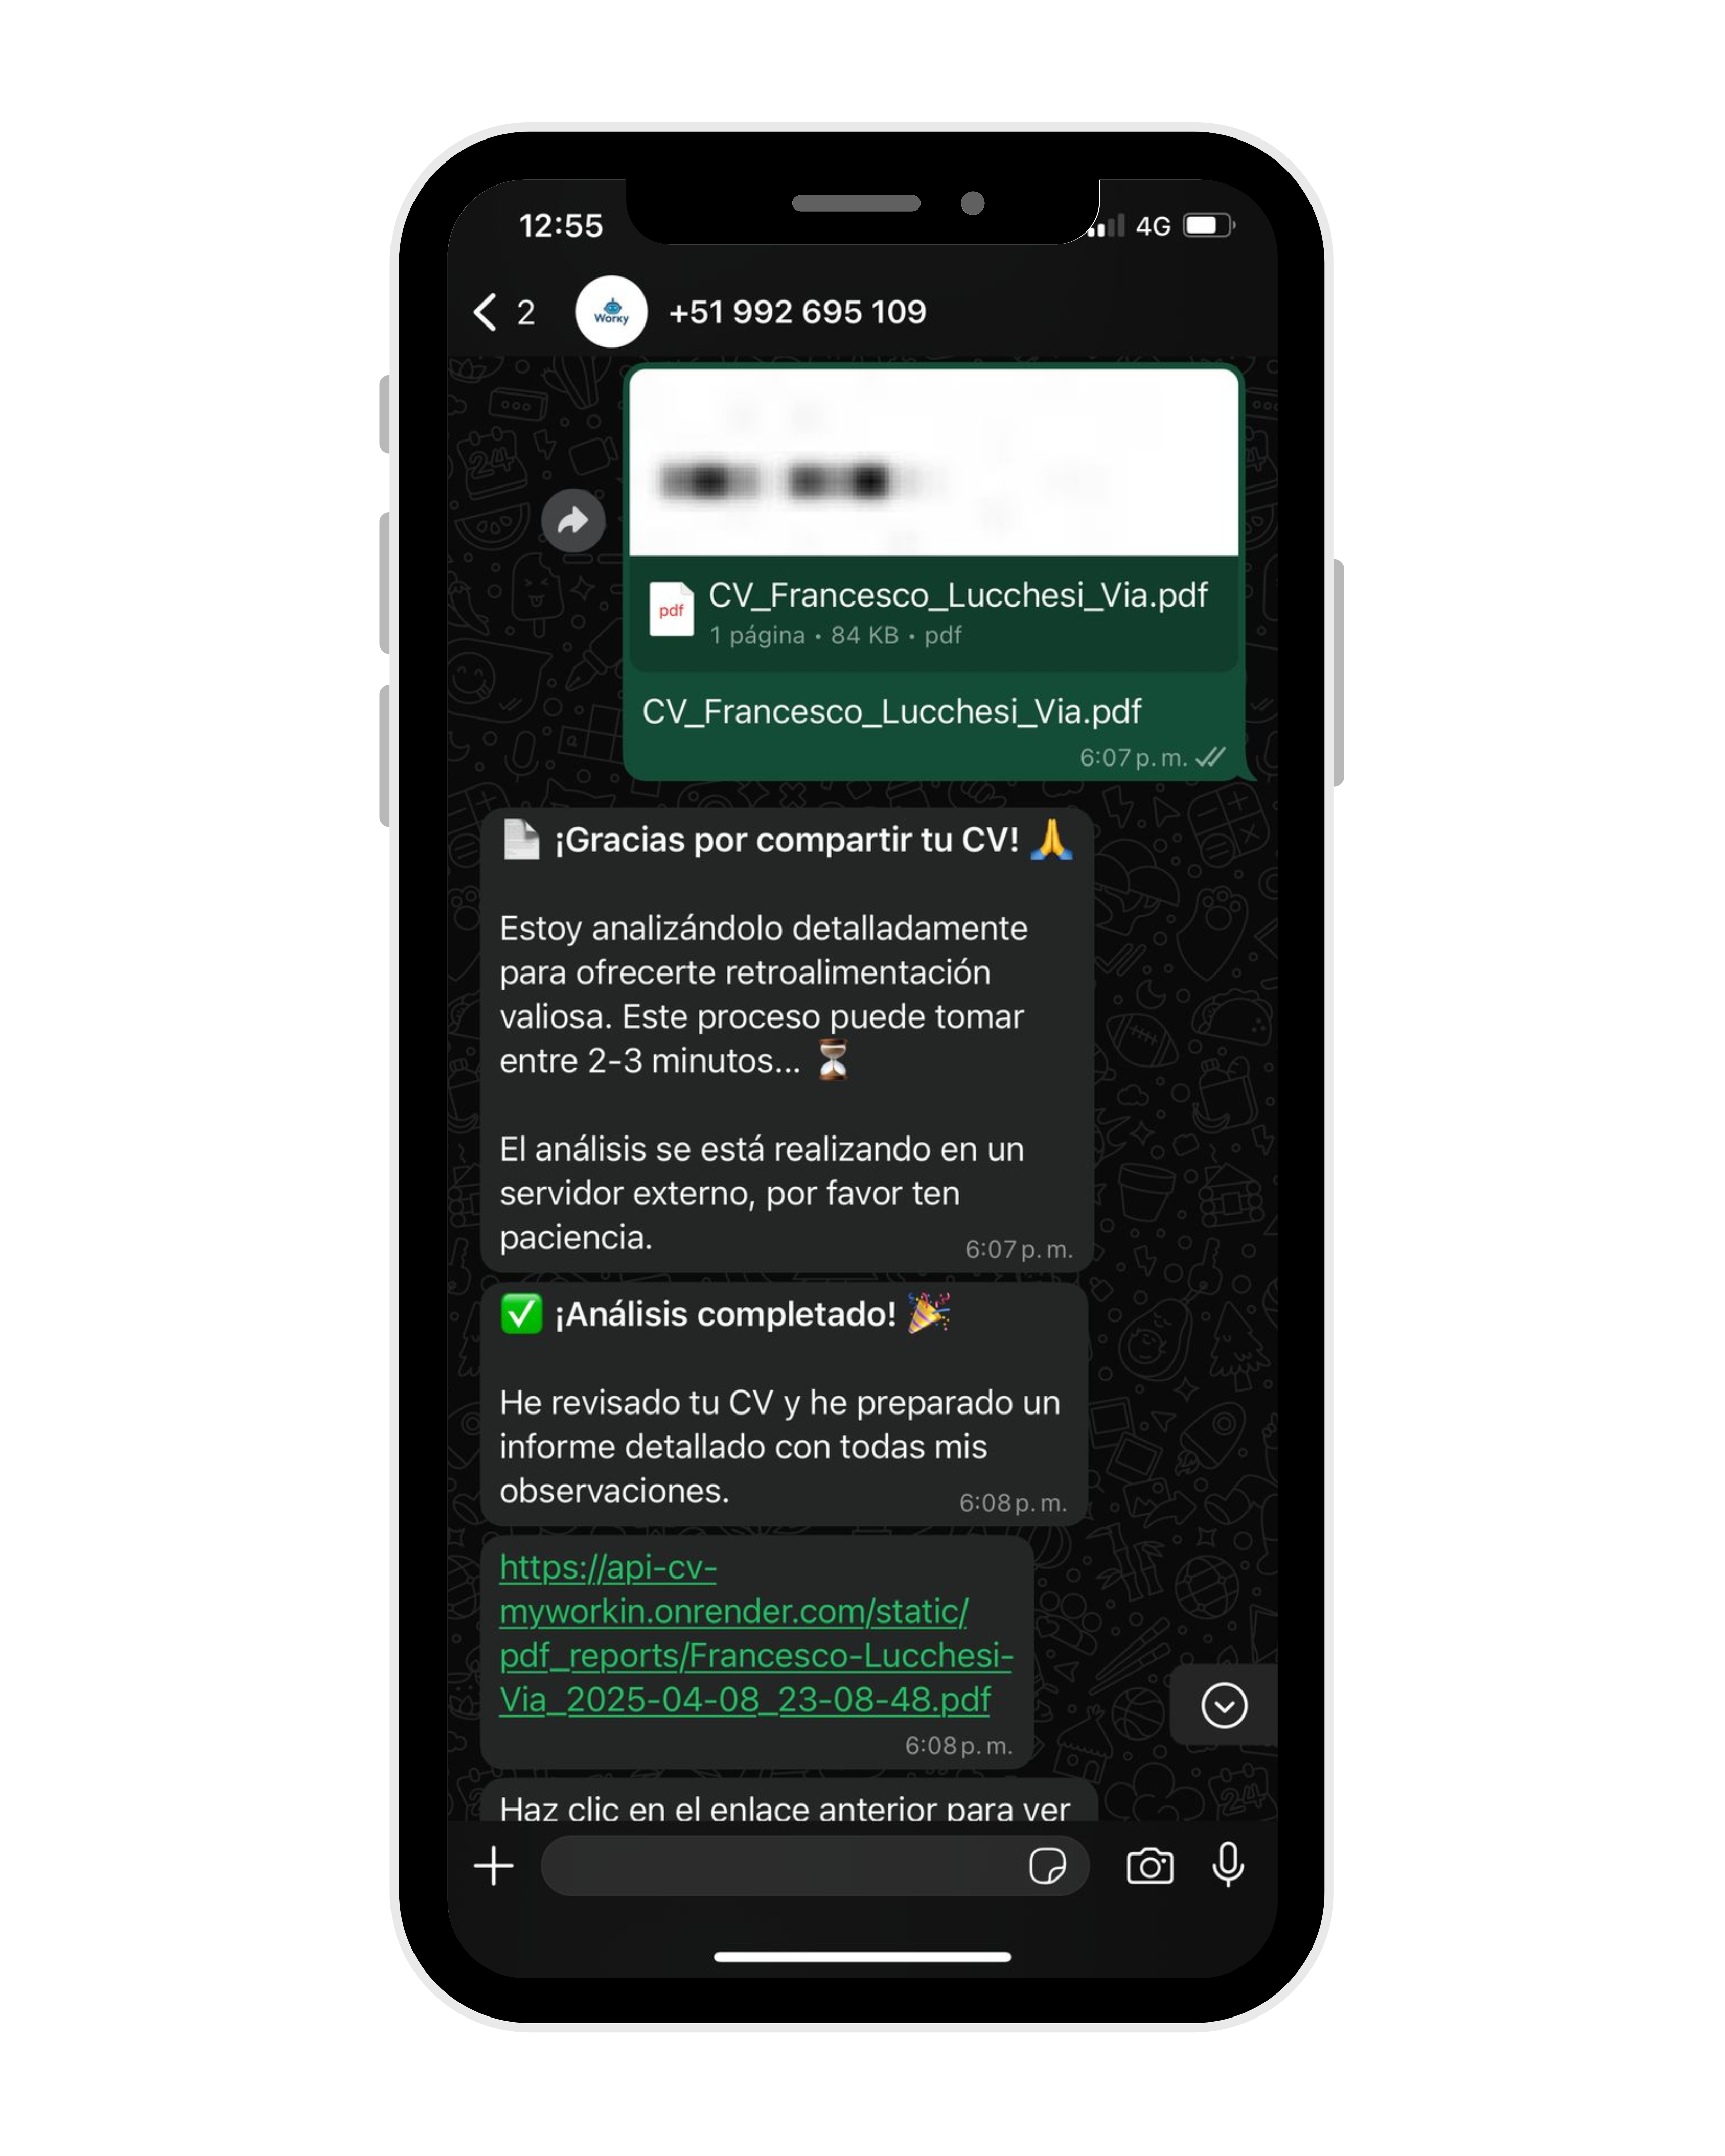 12:55
4G
2
Worky
+51 992 695 109
pdf
CV_Francesco_Lucchesi_Via.pdf
1 página • 84 KB • pdf
CV_Francesco_Lucchesi_Via.pdf
6:07 p. m.
¡Gracias por compartir tu CV! 🙏
Estoy analizándolo detalladamente
para ofrecerte retroalimentación
valiosa. Este proceso puede tomar
entre 2-3 minutos... ⏳
El análisis se está realizando en un
servidor externo, por favor ten
paciencia.
6:07 p. m.
✅ ¡Análisis completado! 🎉
He revisado tu CV y he preparado un
informe detallado con todas mis
observaciones.
6:08 p. m.
https://api-cv-
myworkin.onrender.com/static/
pdf_reports/Francesco-Lucchesi-
Via_2025-04-08_23-08-48.pdf
6:08 p. m.
Haz clic en el enlace anterior para ver